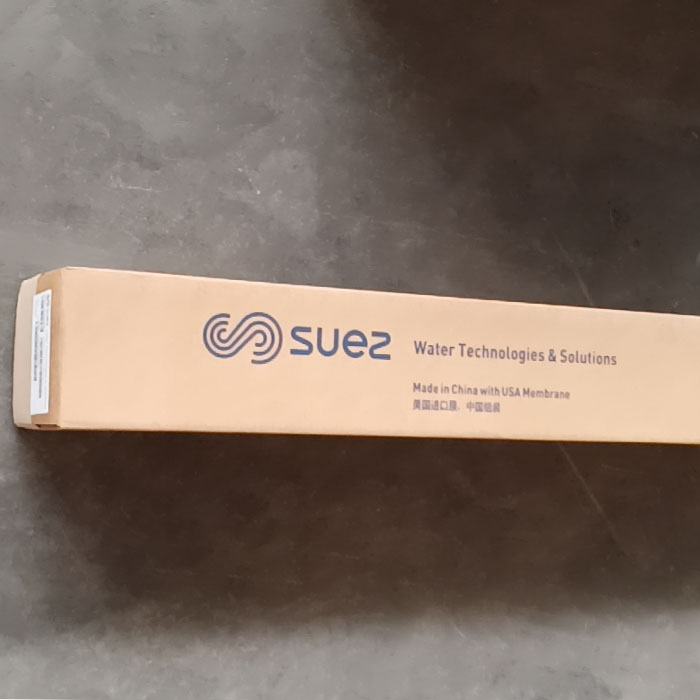 suez
Water Technologies & Solutions
Made in China with USA Membrane
美国进口膜，中国组装